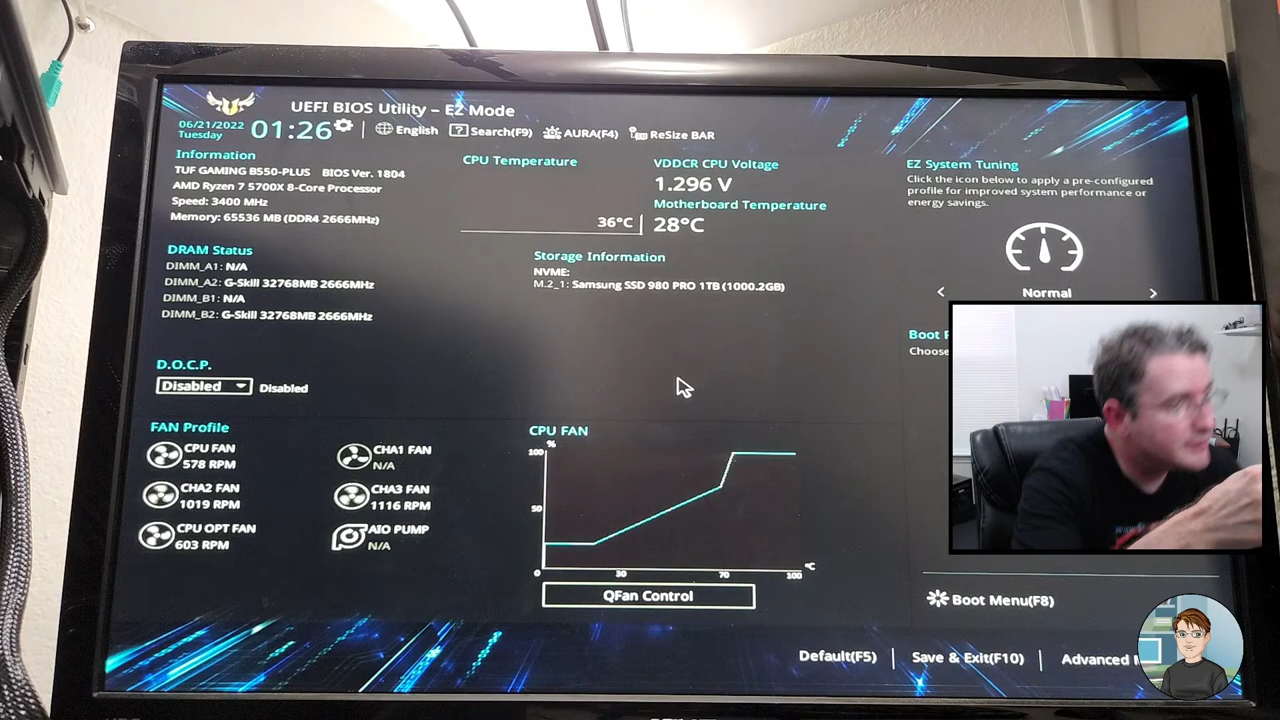 UEFI BIOS Utility – EZ Mode
06/21/2022
Tuesday
01:26
English
Search(F9)
AURA(F4)
ReSize BAR
Information
TUF GAMING B550-PLUS BIOS Ver. 1804
AMD Ryzen 7 5700X 8-Core Processor
Speed: 3400 MHz
Memory: 65536 MB (DDR4 2666MHz)
CPU Temperature
36°C
VDDCR CPU Voltage
1.296 V
Motherboard Temperature
28°C
EZ System Tuning
Click the icon below to apply a pre-configured
profile for improved system performance or
energy savings.
< Normal >
DRAM Status
DIMM_A1: N/A
DIMM_A2: G-Skill 32768MB 2666MHz
DIMM_B1: N/A
DIMM_B2: G-Skill 32768MB 2666MHz
Storage Information
NVME:
M.2_1: Samsung SSD 980 PRO 1TB (1000.2GB)
Boot
Choose
D.O.C.P.
Disabled Disabled
FAN Profile
CPU FAN
578 RPM
CHA1 FAN
N/A
CHA2 FAN
1019 RPM
CHA3 FAN
1116 RPM
CPU OPT FAN
603 RPM
AIO PUMP
N/A
CPU FAN
%
100
50
0 30 70 100
°C
QFan Control
Boot Menu(F8)
Default(F5)
Save & Exit(F10)
Advanced